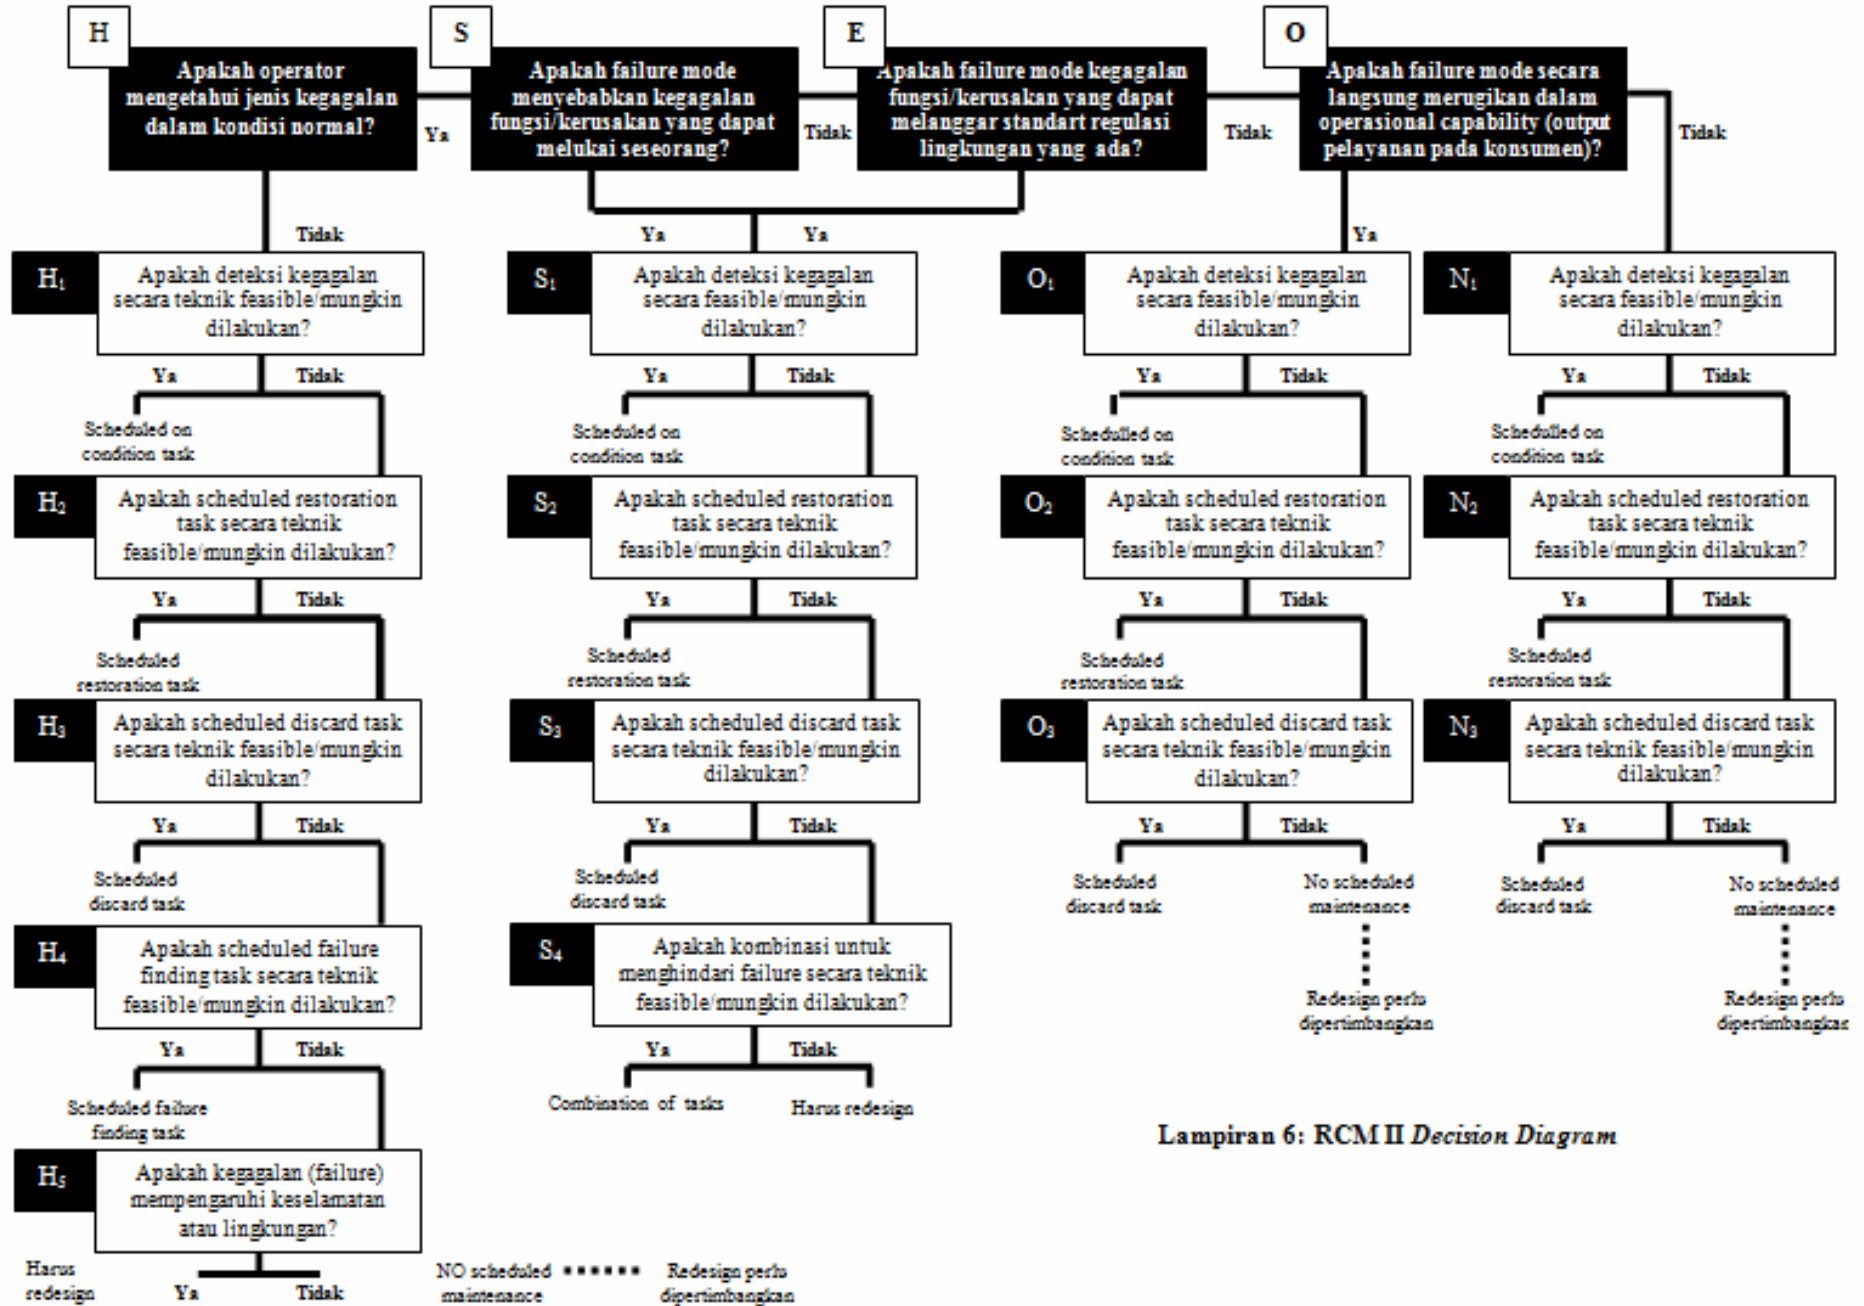 H
Apakah operator
mengetahui jenis kegagalan
dalam kondisi normal?
Ya
S
Apakah failure mode
menyebabkan kegagalan
fungsi/kerusakan yang dapat
melukai seseorang?
Tidak
E
Apakah failure mode kegagalan
fungsi/kerusakan yang dapat
melanggar standart regulasi
lingkungan yang ada?
Tidak
O
Apakah failure mode secara
langsung merugikan dalam
operasional capability (output
pelayanan pada konsumen)?
Tidak
Tidak
Ya
Ya
Ya
H1
Apakah deteksi kegagalan
secara teknik feasible/mungkin
dilakukan?
S1
Apakah deteksi kegagalan
secara feasible/mungkin
dilakukan?
O1
Apakah deteksi kegagalan
secara feasible/mungkin
dilakukan?
N1
Apakah deteksi kegagalan
secara feasible/mungkin
dilakukan?
Ya Tidak
Ya Tidak
Ya Tidak
Ya Tidak
Scheduled on
condition task
Scheduled on
condition task
Schedulled on
condition task
Schedulled on
condition task
H2
Apakah scheduled restoration
task secara teknik
feasible/mungkin dilakukan?
S2
Apakah scheduled restoration
task secara teknik
feasible/mungkin dilakukan?
O2
Apakah scheduled restoration
task secara teknik
feasible/mungkin dilakukan?
N2
Apakah scheduled restoration
task secara teknik
feasible/mungkin dilakukan?
Ya Tidak
Ya Tidak
Ya Tidak
Ya Tidak
Scheduled
restoration task
Scheduled
restoration task
Scheduled
restoration task
Scheduled
restoration task
H3
Apakah scheduled discard task
secara teknik feasible/mungkin
dilakukan?
S3
Apakah scheduled discard task
secara teknik feasible/mungkin
dilakukan?
O3
Apakah scheduled discard task
secara teknik feasible/mungkin
dilakukan?
N3
Apakah scheduled discard task
secara teknik feasible/mungkin
dilakukan?
Ya Tidak
Ya Tidak
Ya Tidak
Ya Tidak
Scheduled
discard task
Scheduled
discard task
Scheduled
discard task
No scheduled
maintenance
Scheduled
discard task
No scheduled
maintenance
H4
Apakah scheduled failure
finding task secara teknik
feasible/mungkin dilakukan?
S4
Apakah kombinasi untuk
menghindari failure secara teknik
feasible/mungkin dilakukan?
Redesign perlu
dipertimbangkan
Redesign perlu
dipertimbangkan
Ya Tidak
Ya Tidak
Scheduled failure
finding task
Combination of tasks
Harus redesign
Lampiran 6: RCM II Decision Diagram
H5
Apakah kegagalan (failure)
mempengaruhi keselamatan
atau lingkungan?
Harus
redesign
Ya Tidak
NO scheduled
maintenance
Redesign perlu
dipertimbangkan